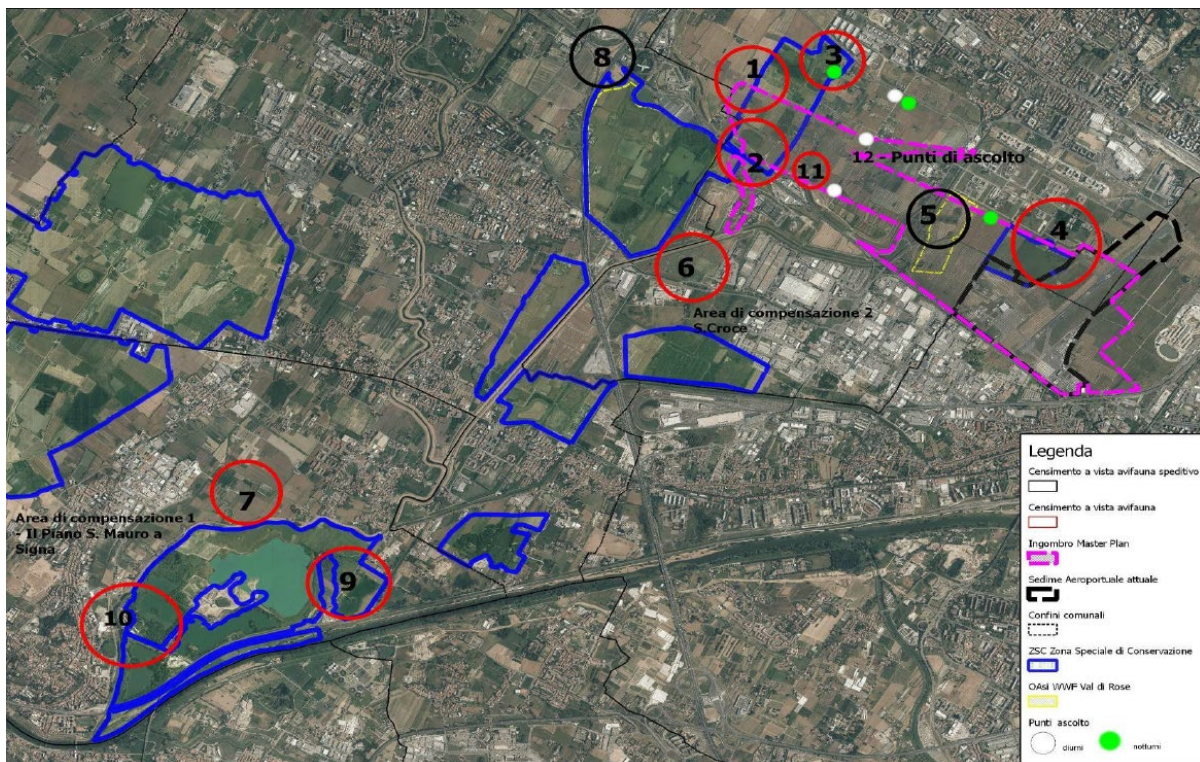 8
1
3
2
12 - Punti di ascolto
11
5
4
6
Area di compensazione 2
S.Croce
7
Area di compensazione 1
- Il Piano S. Mauro a
Signa
9
10
Legenda
Censimento a vista avifauna speditivo
Censimento a vista avifauna
Ingombro Master Plan
Sedime Aeroportuale attuale
Confini comunali
ZSC Zona Speciale di Conservazione
OAsi WWF Val di Rose
Punti ascolto
diurni
notturni